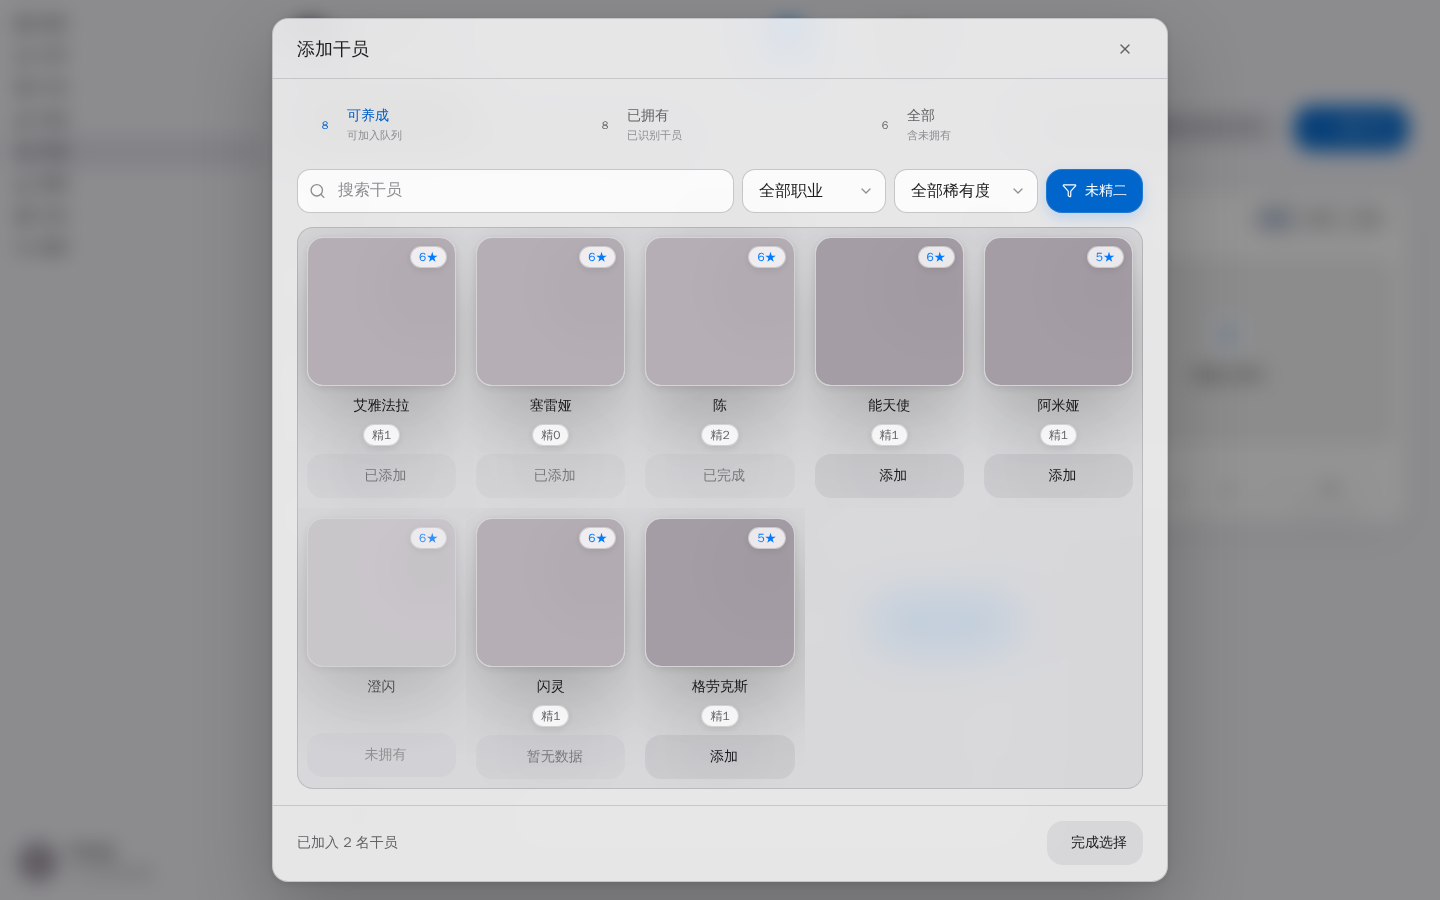 添加干员
8 可养成
可加入队列
8 已拥有
已识别干员
6 全部
含未拥有
搜索干员
全部职业
全部稀有度
未精二
6★ 6★ 6★ 6★ 5★
艾雅法拉 塞雷娅 陈 能天使 阿米娅
精1 精0 精2 精1 精1
已添加 已添加 已完成 添加 添加
6★ 6★ 5★
澄闪 闪灵 格劳克斯
精1 精1
未拥有 暂无数据 添加
已加入 2 名干员
完成选择